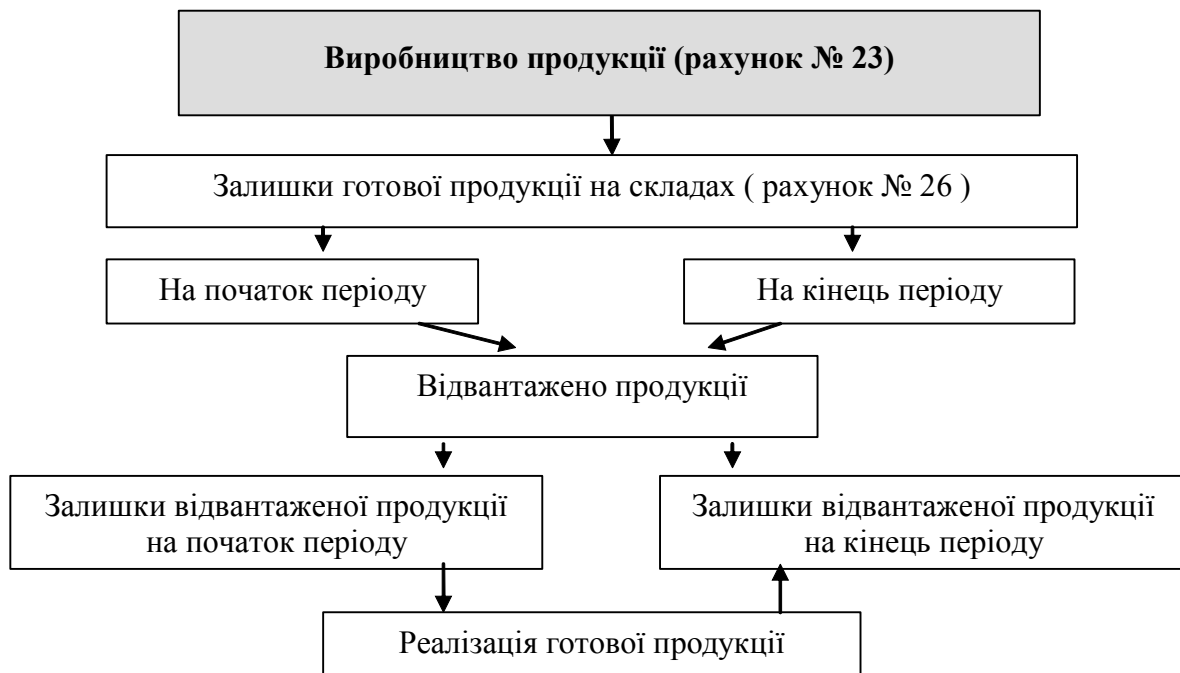 Виробництво продукції (рахунок № 23)
Залишки готової продукції на складах ( рахунок № 26 )
На початок періоду
На кінець періоду
Відвантажено продукції
Залишки відвантаженої продукції
на початок періоду
Залишки відвантаженої продукції
на кінець періоду
Реалізація готової продукції